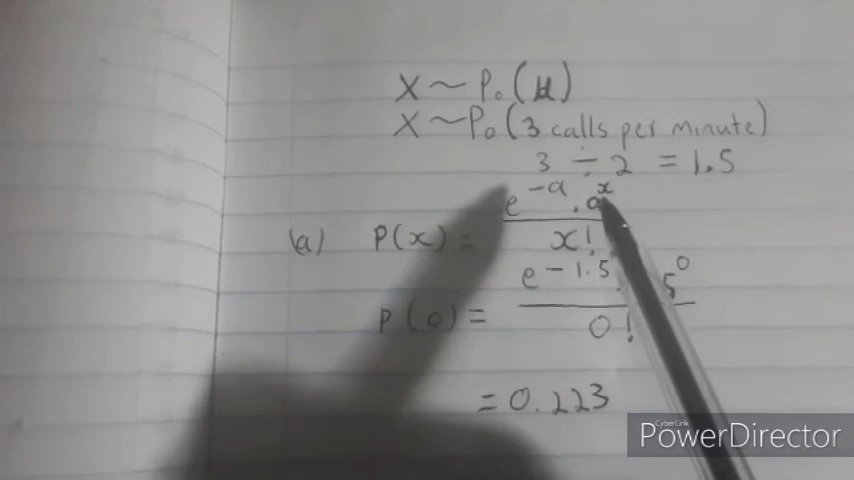 X ~ Po(μ)
X ~ Po(3 calls per minute)
3 ÷ 2 = 1.5
(a) P(x) = e^-a . a^x / x!
P(0) = e^-1.5 . 5^0 / 0!
= 0.223
CyberLink
PowerDirector